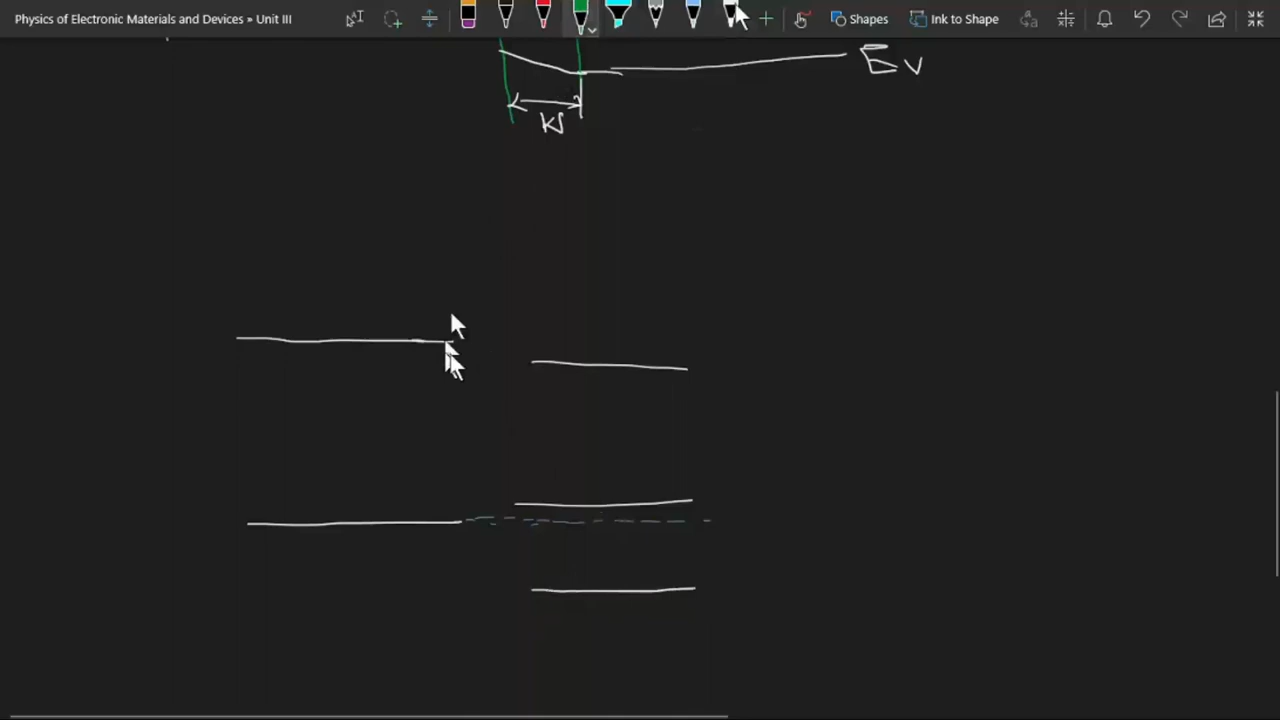 Physics of Electronic Materials and Devices » Unit III
Shapes
Ink to Shape
Ev